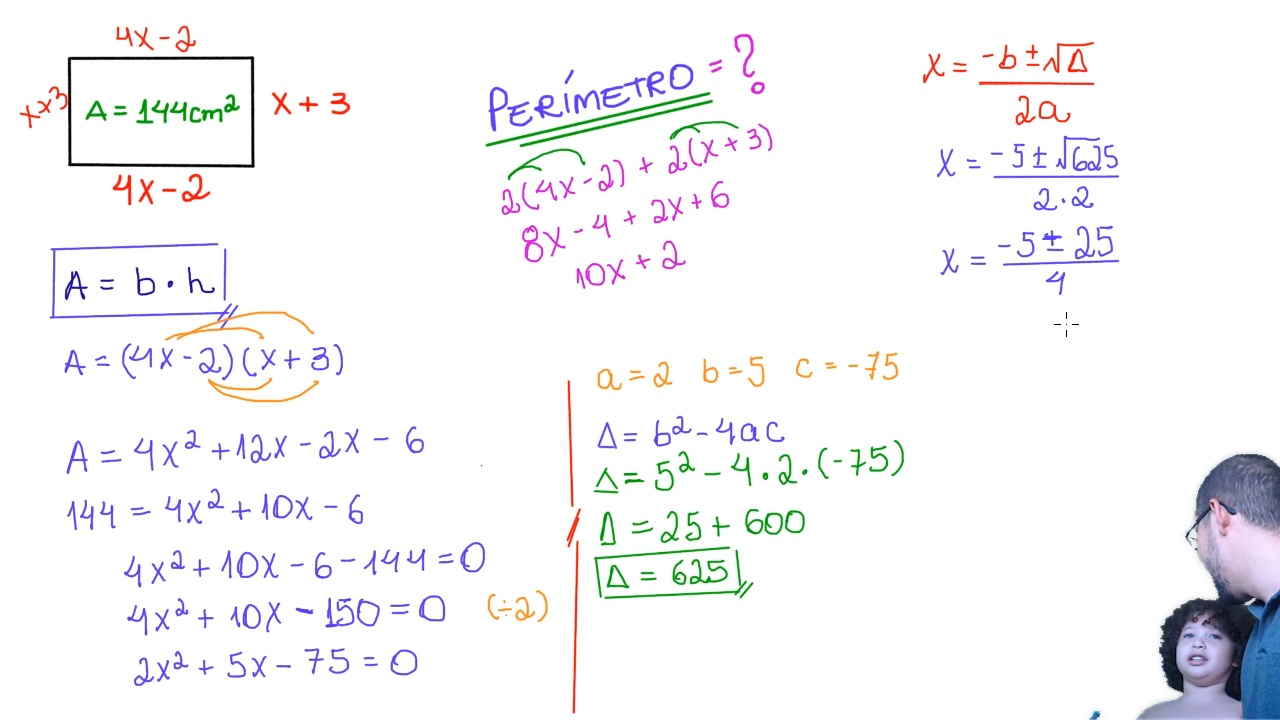 4x - 2
x x 3
A = 144cm²
x + 3
4x - 2
A = b · h
A = (4x - 2)(x + 3)
A = 4x² + 12x - 2x - 6
144 = 4x² + 10x - 6
4x² + 10x - 6 - 144 = 0
4x² + 10x - 150 = 0 (÷2)
2x² + 5x - 75 = 0
PERÍMETRO = ?
2(4x - 2) + 2(x + 3)
8x - 4 + 2x + 6
10x + 2
a = 2 b = 5 c = -75
Δ = b² - 4ac
Δ = 5² - 4 · 2 · (-75)
Δ = 25 + 600
Δ = 625
x = -b ± √Δ / 2a
x = -5 ± √625 / 2 · 2
x = -5 ± 25 / 4